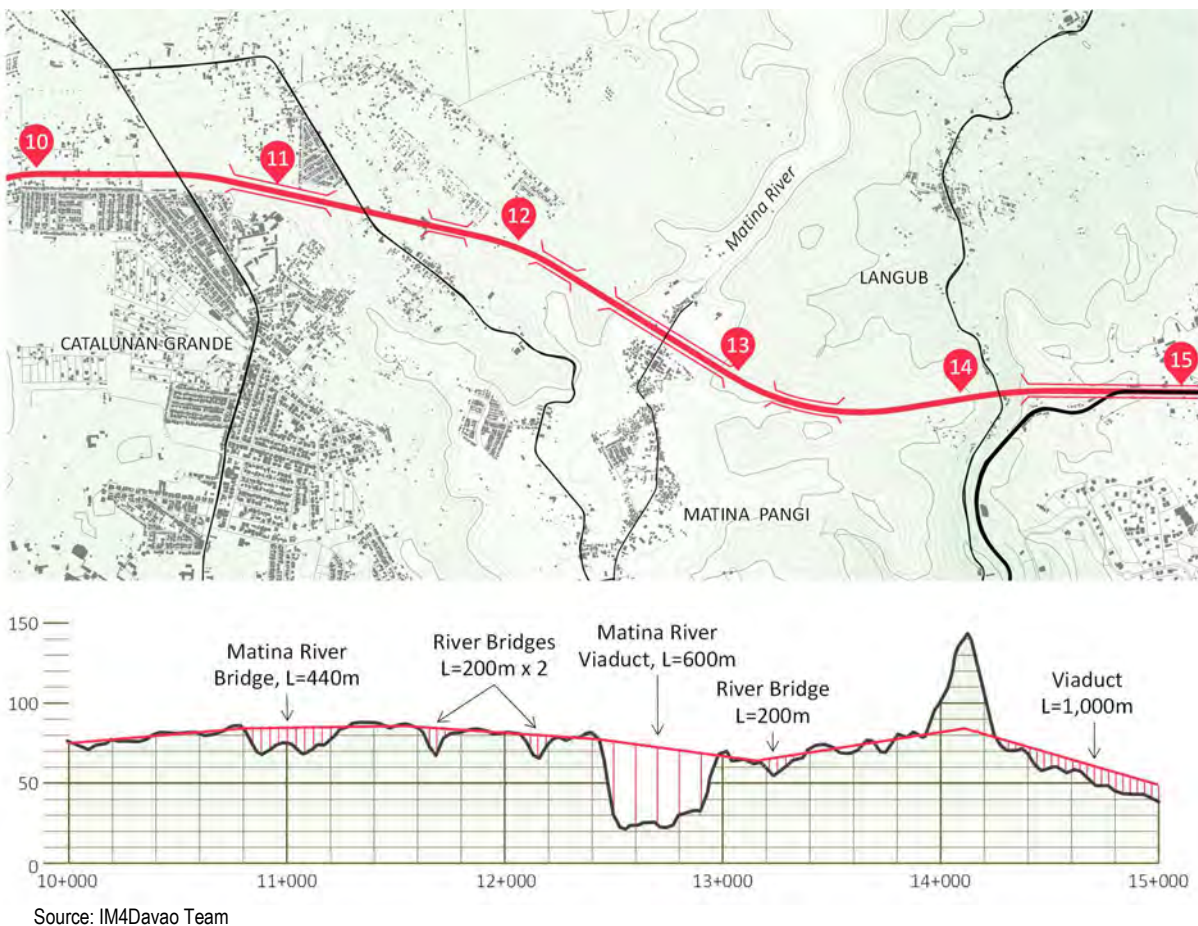 10
11
12
13
14
15
Matina River
LANGUB
CATALUNAN GRANDE
MATINA PANGI
150
100
50
0
Matina River
Bridge, L=440m
River Bridges
L=200m x 2
Matina River
Viaduct, L=600m
River Bridge
L=200m
Viaduct
L=1,000m
10+000
11+000
12+000
13+000
14+000
15+000
Source: IM4Davao Team